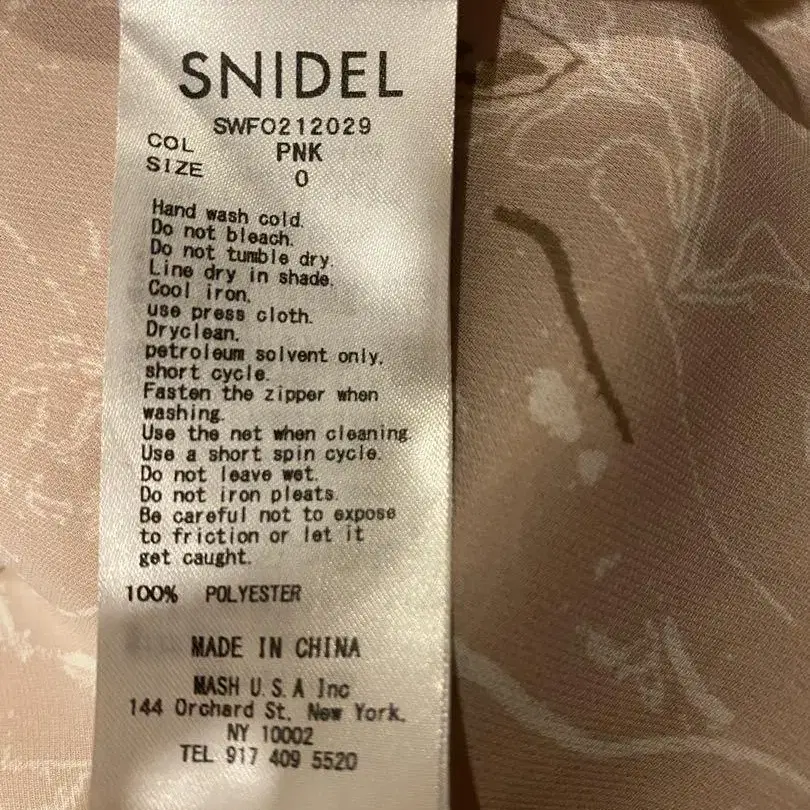 SNIDEL
SWFO212029
COL PNK
SIZE 0
Hand wash cold.
Do not bleach.
Do not tumble dry.
Line dry in shade.
Cool iron,
use press cloth.
Dryclean,
petroleum solvent only,
short cycle.
Fasten the zipper when
washing.
Use the net when cleaning.
Use a short spin cycle.
Do not leave wet.
Do not iron pleats.
Be careful not to expose
to friction or let it
get caught.
100% POLYESTER
MADE IN CHINA
MASH U.S.A Inc
144 Orchard St, New York,
NY 10002
TEL 917 409 5520